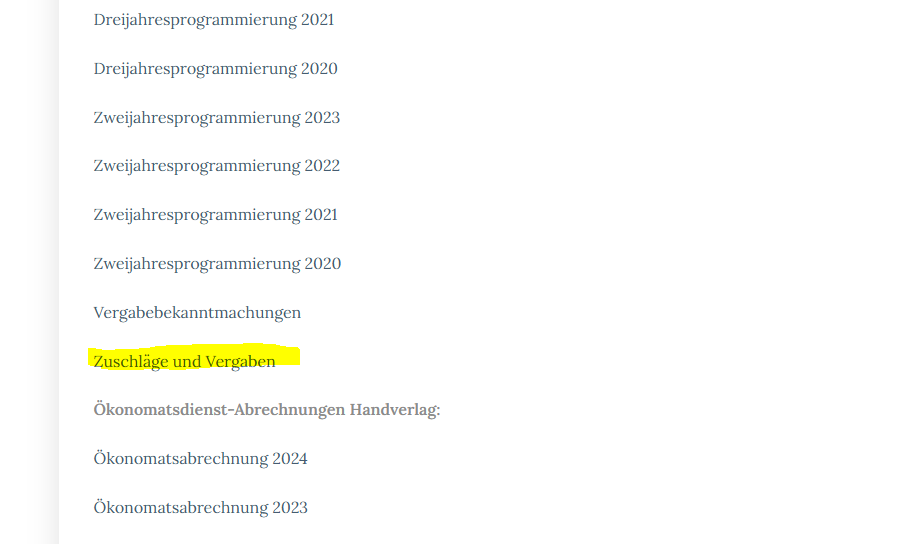 Dreijahresprogrammierung 2021
Dreijahresprogrammierung 2020
Zweijahresprogrammierung 2023
Zweijahresprogrammierung 2022
Zweijahresprogrammierung 2021
Zweijahresprogrammierung 2020
Vergabebekanntmachungen
Zuschläge und Vergaben
Ökonomatsdienst-Abrechnungen Handverlag:
Ökonomatsabrechnung 2024
Ökonomatsabrechnung 2023